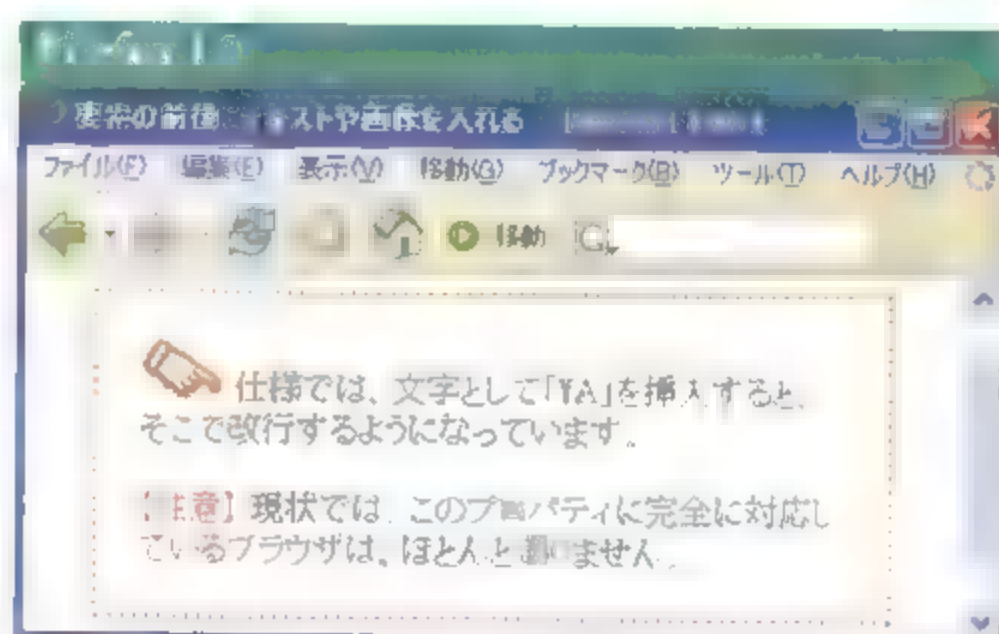 要素の前後 ストや画像を入れる
ファイル(F) 編集(E) 表示(V) 移動(G) ブックマーク(B) ツール(T) ヘルプ(H)
移動 G
仕様では、文字として「¥A」を挿入すると、
そこで改行するようになっています。
【注意】現状では、このプロパティに完全に対応し
ているブラウザは、ほとんど ません。